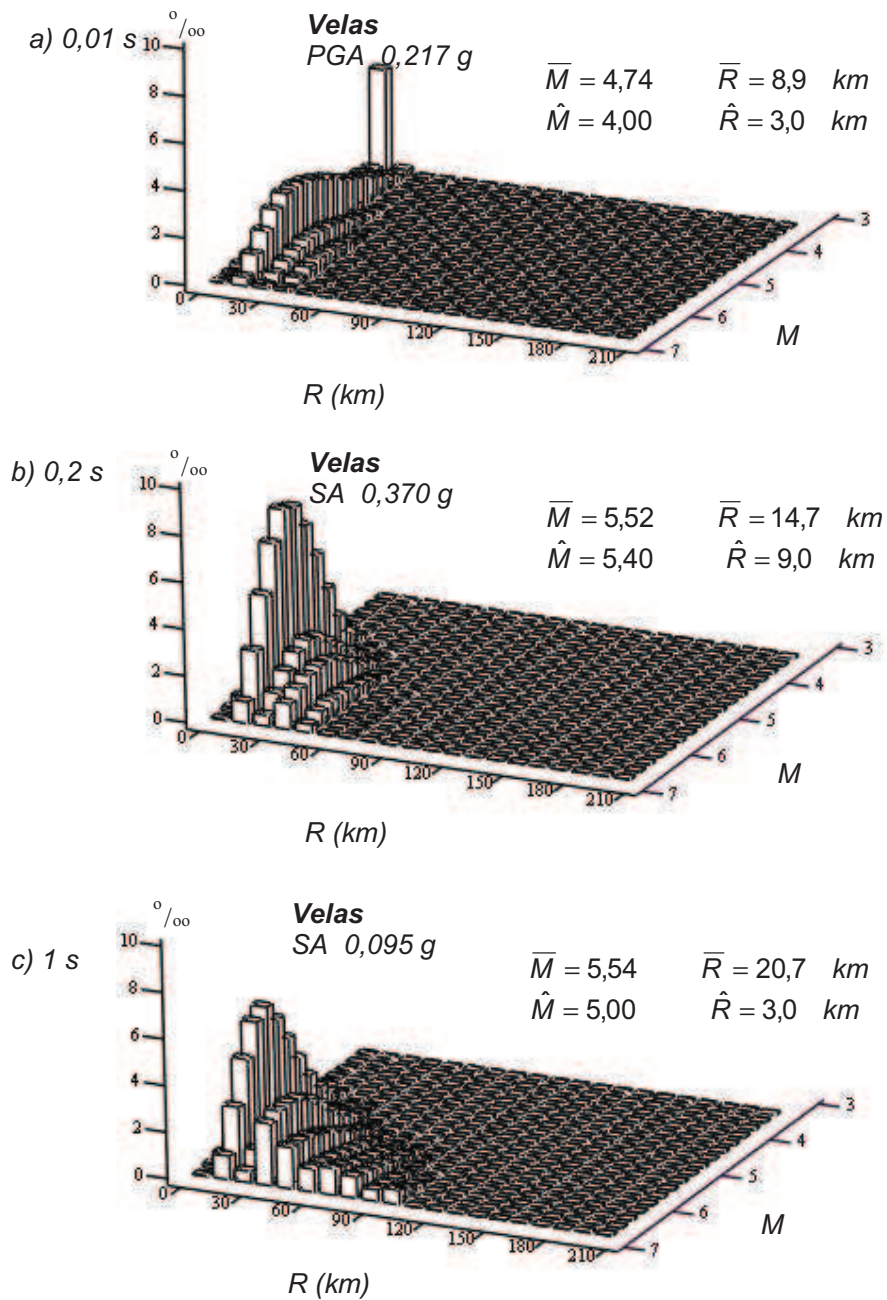 a) 0,01 s
o/oo
Velas
PGA 0,217 g
M̅ = 4,74 R̅ = 8,9 km
M̂ = 4,00 R̂ = 3,0 km
10
8
6
4
2
0
0 30 60 90 120 150 180 210
3
4
5
6
7
M
R (km)
b) 0,2 s
o/oo
Velas
SA 0,370 g
M̅ = 5,52 R̅ = 14,7 km
M̂ = 5,40 R̂ = 9,0 km
10
8
6
4
2
0
0 30 60 90 120 150 180 210
3
4
5
6
7
M
R (km)
c) 1 s
o/oo
Velas
SA 0,095 g
M̅ = 5,54 R̅ = 20,7 km
M̂ = 5,00 R̂ = 3,0 km
10
8
6
4
2
0
0 30 60 90 120 150 180 210
3
4
5
6
7
M
R (km)